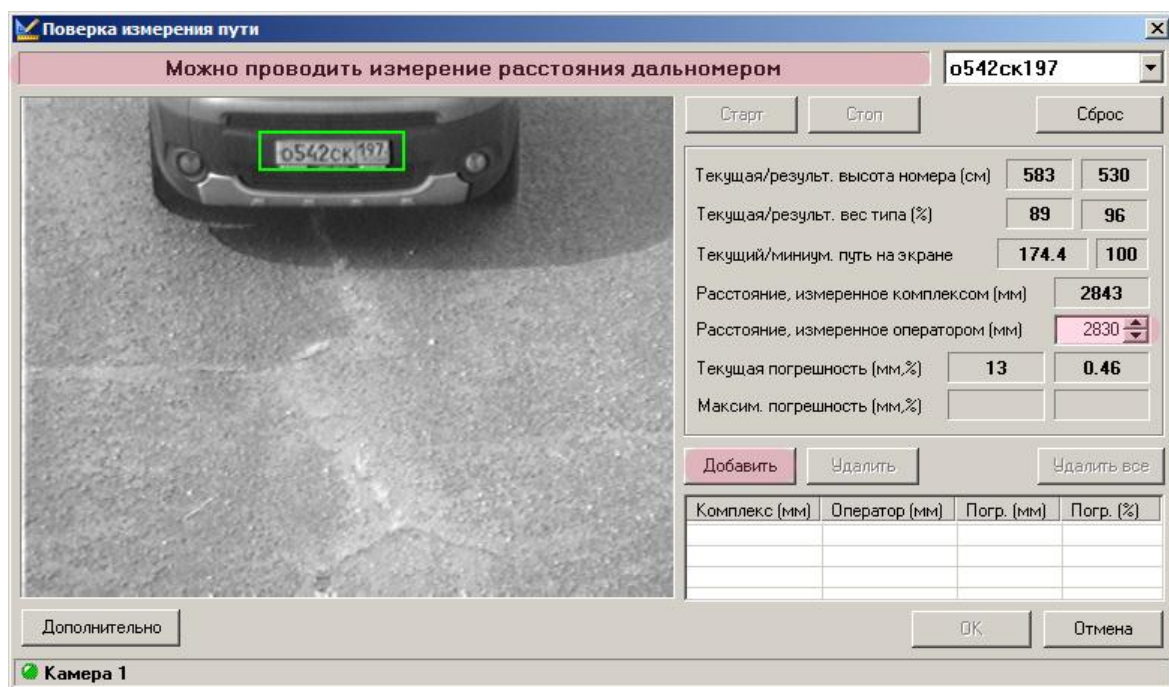 Поверка измерения пути
Можно проводить измерение расстояния дальномером
о542ск197
о542ск 197
Старт Стоп Сброс
Текущая/результ. высота номера (см) 583 530
Текущая/результ. вес типа (%) 89 96
Текущий/миниум. путь на экране 174.4 100
Расстояние, измеренное комплексом (мм) 2843
Расстояние, измеренное оператором (мм) 2830
Текущая погрешность (мм,%) 13 0.46
Максим. погрешность (мм,%)
Добавить Удалить Удалить все
Комплекс (мм) Оператор (мм) Погр. (мм) Погр. (%)
Дополнительно OK Отмена
Камера 1